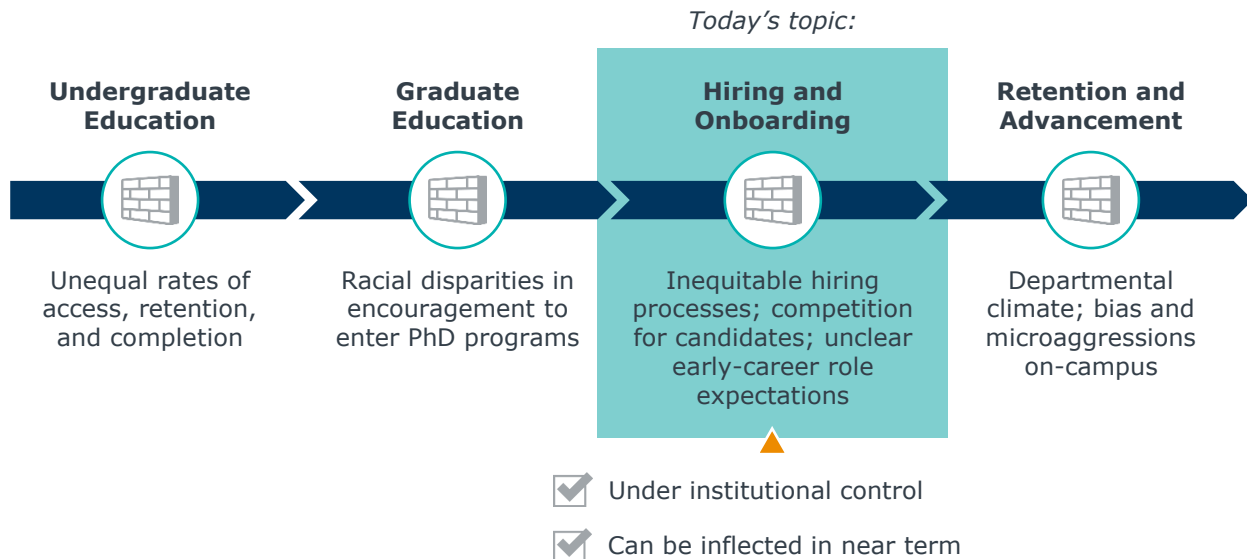 Today's topic:
Undergraduate
Education
Graduate
Education
Hiring and
Onboarding
Retention and
Advancement
Unequal rates of
access, retention,
and completion
Racial disparities in
encouragement to
enter PhD programs
Inequitable hiring
processes; competition
for candidates; unclear
early-career role
expectations
Departmental
climate; bias and
microaggressions
on-campus
Under institutional control
Can be inflected in near term